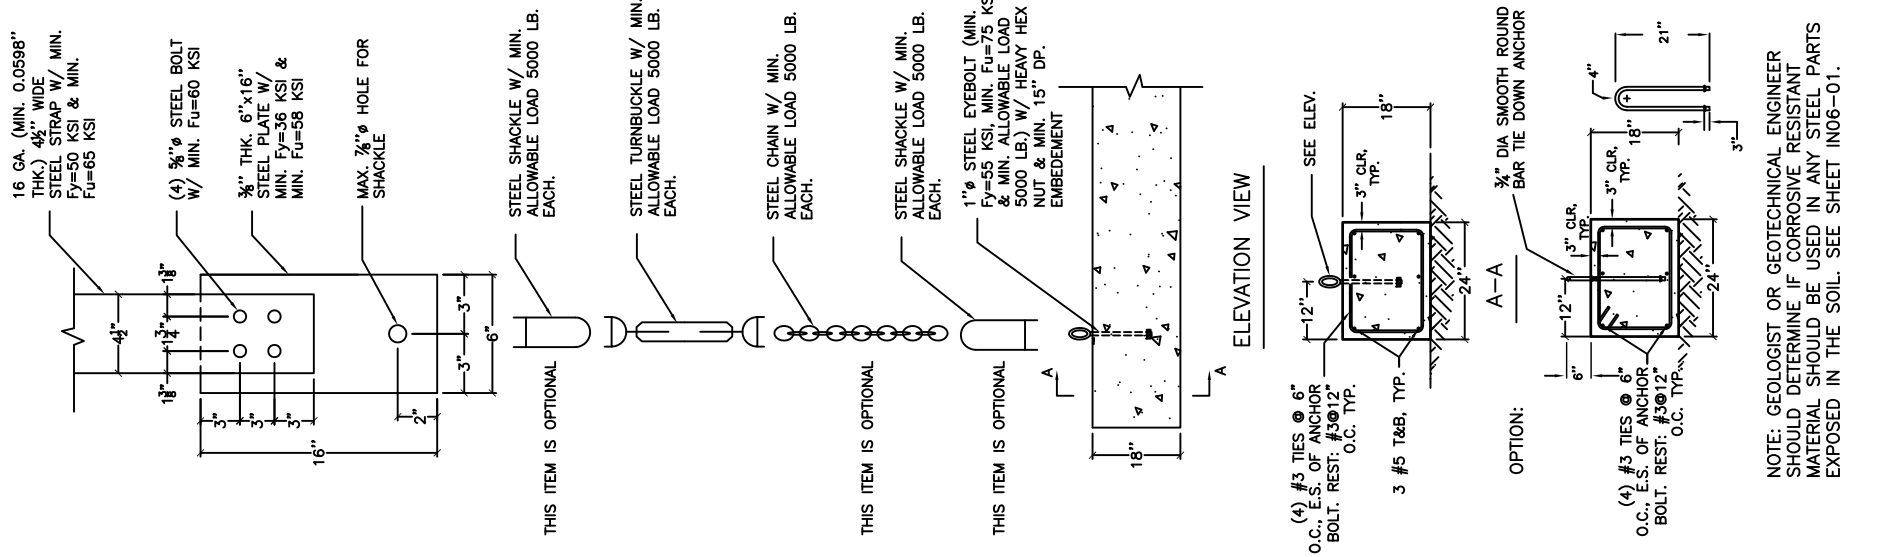 16 GA. (MIN. 0.0598"
THK.) 4½" WIDE
STEEL STRAP W/ MIN.
Fy=50 KSI & MIN.
Fu=65 KSI
(4) ⅝"ø STEEL BOLT
W/ MIN. Fu=60 KSI
⅜" THK. 6"x16"
STEEL PLATE W/
MIN. Fy=36 KSI &
MIN. Fu=58 KSI
MAX. ⅞"ø HOLE FOR
SHACKLE
4½"
3"
3"
3"
2"
16"
3"
3"
6"
STEEL SHACKLE W/ MIN.
ALLOWABLE LOAD 5000 LB.
EACH.
THIS ITEM IS OPTIONAL
STEEL TURNBUCKLE W/ MIN.
ALLOWABLE LOAD 5000 LB.
EACH.
STEEL CHAIN W/ MIN.
ALLOWABLE LOAD 5000 LB.
EACH.
THIS ITEM IS OPTIONAL
STEEL SHACKLE W/ MIN.
ALLOWABLE LOAD 5000 LB.
EACH.
THIS ITEM IS OPTIONAL
1"ø STEEL EYEBOLT (MIN.
Fy=55 KSI, MIN. Fu=75 KS
& MIN. ALLOWABLE LOAD
5000 LB.) W/ HEAVY HEX
NUT & MIN. 15" DP.
EMBEDEMENT
A
A
18"
ELEVATION VIEW
SEE ELEV.
12"
3" CLR,
TYP.
18"
24"
(4) #3 TIES @ 6"
O.C., E.S. OF ANCHOR
BOLT. REST: #3@12"
O.C. TYP.
3 #5 T&B, TYP.
A-A
OPTION:
¾" DIA SMOOTH ROUND
BAR TIE DOWN ANCHOR
12"
6"
3" CLR,
TYP.
3" CLR,
TYP.
18"
24"
4"
21"
3"
(4) #3 TIES @ 6"
O.C., E.S. OF ANCHOR
BOLT. REST: #3@12"
O.C. TYP.
NOTE: GEOLOGIST OR GEOTECHNICAL ENGINEER
SHOULD DETERMINE IF CORROSIVE RESISTANT
MATERIAL SHOULD BE USED IN ANY STEEL PARTS
EXPOSED IN THE SOIL. SEE SHEET IN06-01.